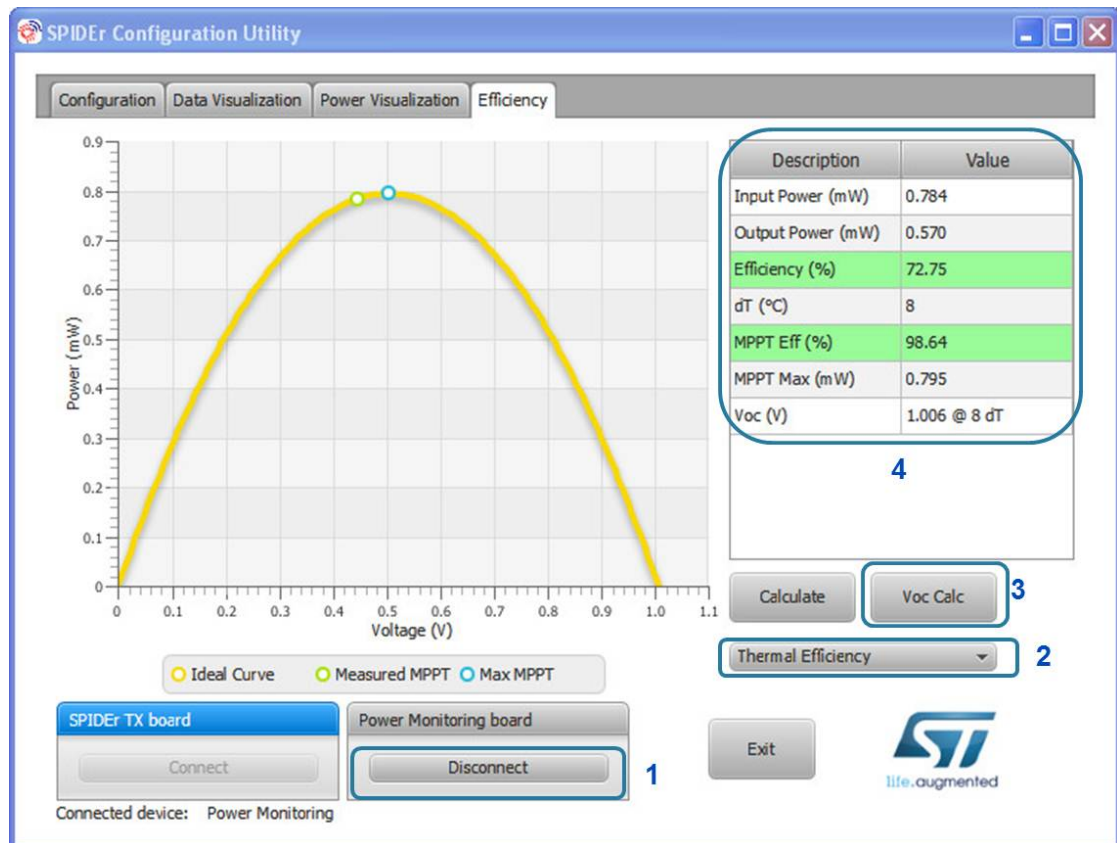 SPIDEr Configuration Utility
Configuration Data Visualization Power Visualization Efficiency
0.9
0.8
0.7
0.6
0.5
0.4
0.3
0.2
0.1
0
Power (mW)
0 0.1 0.2 0.3 0.4 0.5 0.6 0.7 0.8 0.9 1.0 1.1
Voltage (V)
Ideal Curve Measured MPPT Max MPPT
Description Value
Input Power (mW) 0.784
Output Power (mW) 0.570
Efficiency (%) 72.75
dT (°C) 8
MPPT Eff (%) 98.64
MPPT Max (mW) 0.795
Voc (V) 1.006 @ 8 dT
4
Calculate Voc Calc 3
Thermal Efficiency 2
SPIDEr TX board
Connect
Power Monitoring board
Disconnect 1
Exit
ST
life.augmented
Connected device: Power Monitoring